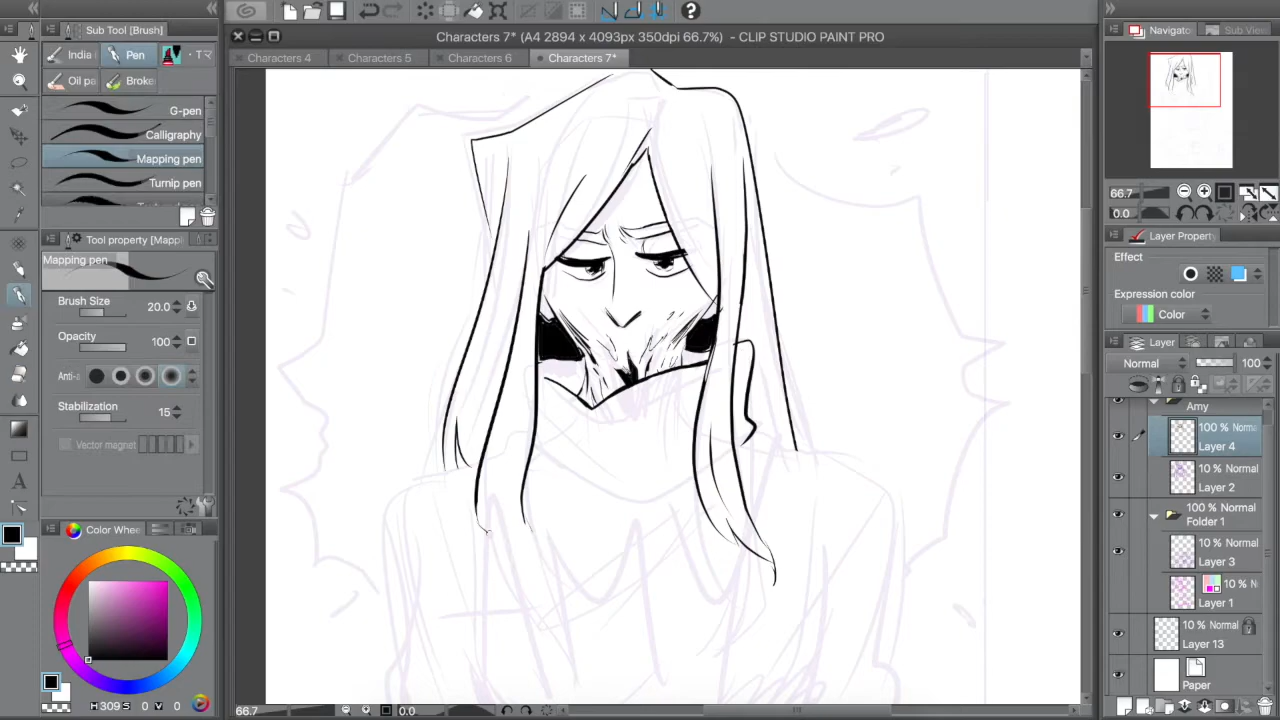 Sub Tool [Brush]
Characters 7* (A4 2894 x 4093px 350dpi 66.7%) - CLIP STUDIO PAINT PRO
Navigato
Sub View
India
Pen
Characters 4
Characters 5
Characters 6
Characters 7*
Oil pa
Broke
G-pen
Calligraphy
Mapping pen
Turnip pen
66.7
0.0
Tool property [Mappi
Layer Property
Mapping pen
Effect
Expression color
Color
Brush Size 20.0
Opacity 100
Layer
Anti-a
Normal 100
Stabilization 15
Amy
100 % Norma
Layer 4
Vector magnet
10 % Normal
Layer 2
100 % Normal
Folder 1
Color Whee
10 % Normal
Layer 3
10 % N
Layer 1
10 % Normal
Layer 13
Paper
H 309 S 0 V 0
66.7
0.0